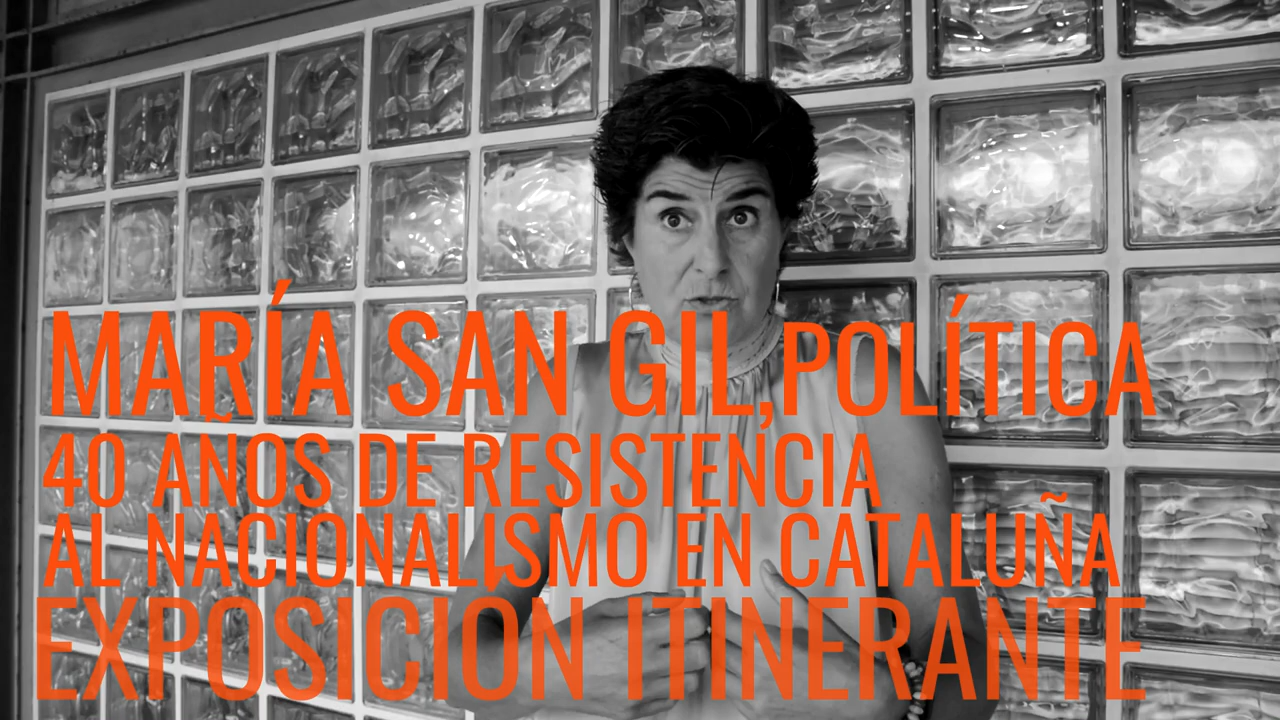 MARÍA SAN GIL, POLÍTICA
40 AÑOS DE RESISTENCIA
AL NACIONALISMO EN CATALUÑA
EXPOSICIÓN ITINERANTE